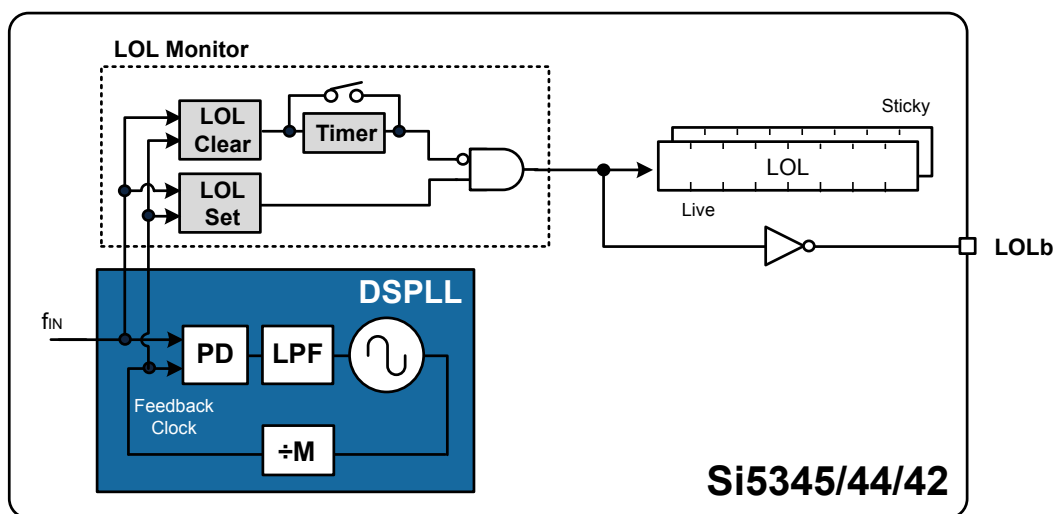 LOL Monitor
LOL
Clear
Timer
LOL
Set
Sticky
LOL
Live
LOLb
DSPLL
fIN
PD
LPF
Feedback
Clock
÷M
Si5345/44/42